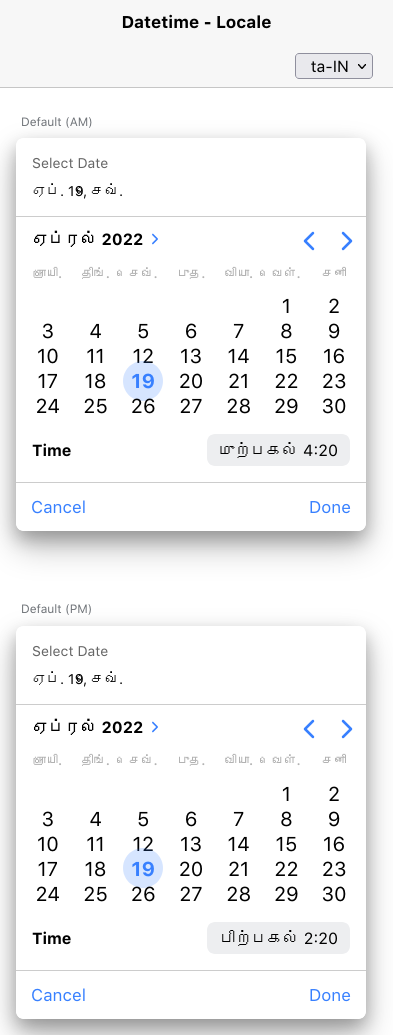 Datetime - Locale
ta-IN
Default (AM)
Select Date
ஏப். 19, செவ்.
ஏப்ரல் 2022
ஞாயி. திங். செவ். புத. வியா. வெள். சனி
1 2
3 4 5 6 7 8 9
10 11 12 13 14 15 16
17 18 19 20 21 22 23
24 25 26 27 28 29 30
Time முற்பகல் 4:20
Cancel Done
Default (PM)
Select Date
ஏப். 19, செவ்.
ஏப்ரல் 2022
ஞாயி. திங். செவ். புத. வியா. வெள். சனி
1 2
3 4 5 6 7 8 9
10 11 12 13 14 15 16
17 18 19 20 21 22 23
24 25 26 27 28 29 30
Time பிற்பகல் 2:20
Cancel Done